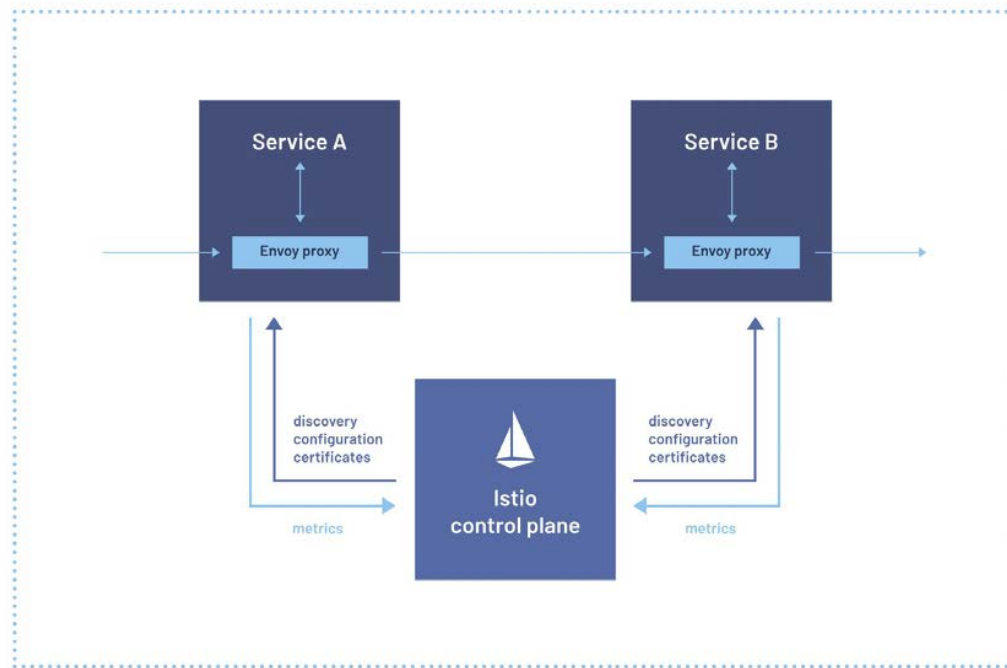 Service A
Envoy proxy
Service B
Envoy proxy
discovery
configuration
certificates
metrics
Istio
control plane
discovery
configuration
certificates
metrics